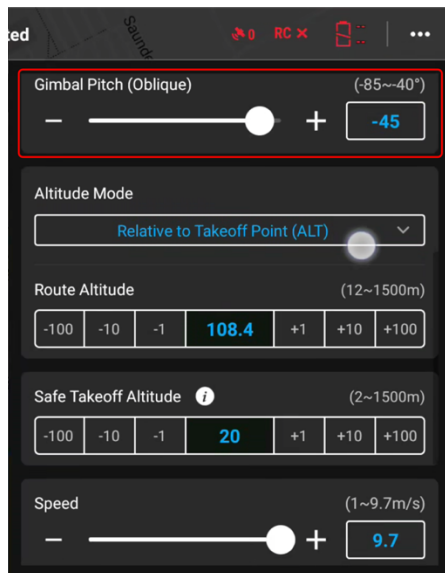 ted Saunde 0 RC × -- --
Gimbal Pitch (Oblique) (-85~-40°)
− + -45
Altitude Mode
Relative to Takeoff Point (ALT)
Route Altitude (12~1500m)
-100 -10 -1 108.4 +1 +10 +100
Safe Takeoff Altitude i (2~1500m)
-100 -10 -1 20 +1 +10 +100
Speed (1~9.7m/s)
− + 9.7